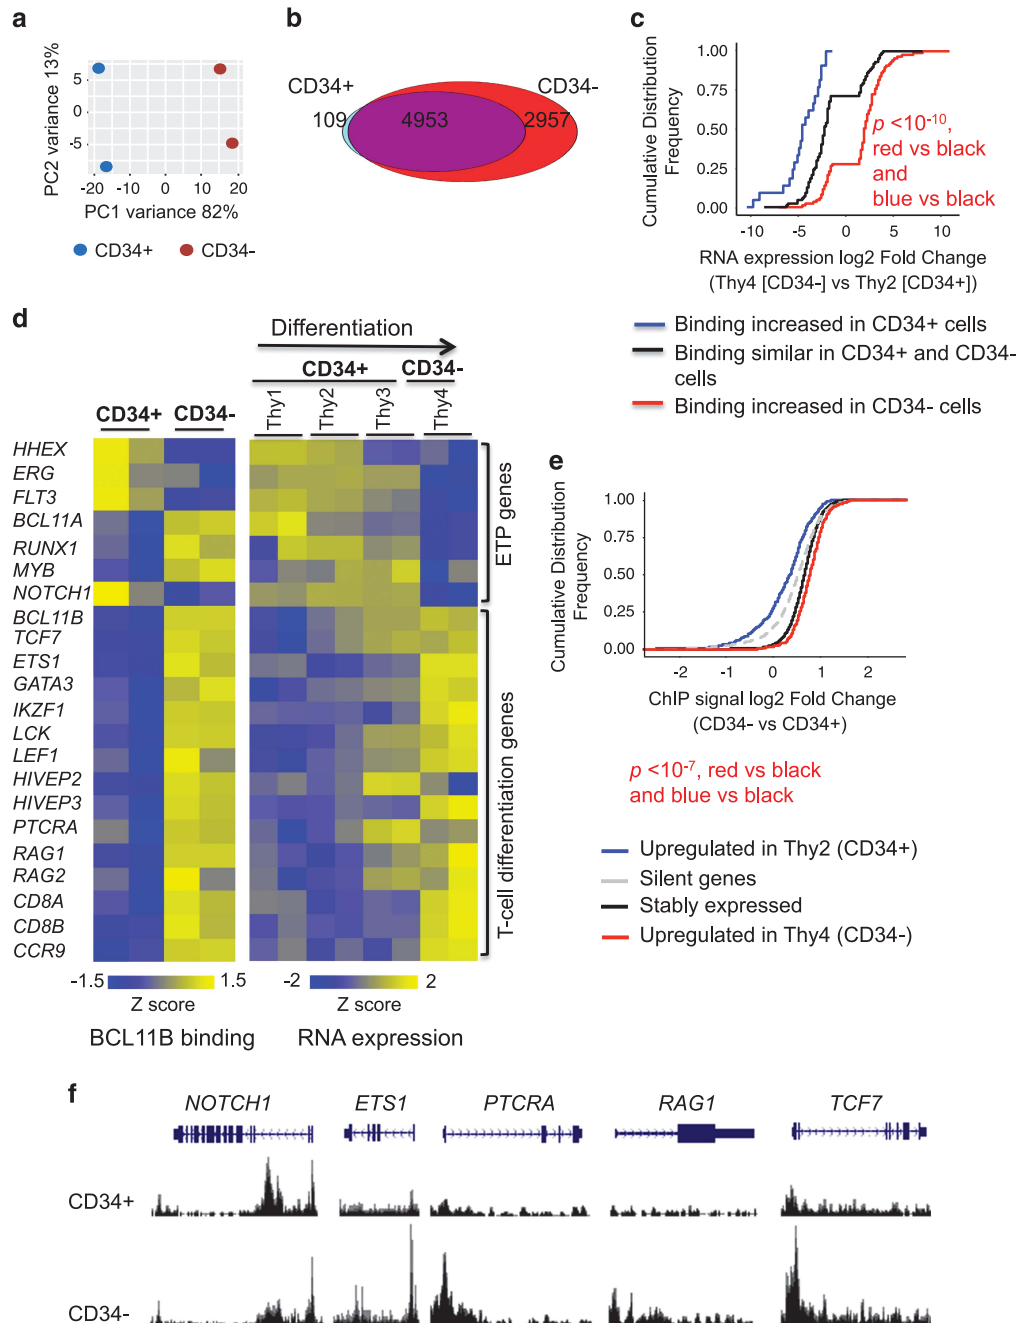 a
PC2 variance 13%
5
0
-5
-20 -10 0 10 20
PC1 variance 82%
CD34+ CD34-
b
CD34+ CD34-
109 4953 2957
c
Cumulative Distribution
Frequency
1.00
0.75
0.50
0.25
0.00
p <10-10,
red vs black
and
blue vs black
-10 -5 0 5 10
RNA expression log2 Fold Change
(Thy4 [CD34-] vs Thy2 [CD34+])
Binding increased in CD34+ cells
Binding similar in CD34+ and CD34-
cells
Binding increased in CD34- cells
d
Differentiation
CD34+ CD34-
Thy1 Thy2 Thy3 Thy4
CD34+ CD34-
HHEX
ERG
FLT3
BCL11A
RUNX1
MYB
NOTCH1
BCL11B
TCF7
ETS1
GATA3
IKZF1
LCK
LEF1
HIVEP2
HIVEP3
PTCRA
RAG1
RAG2
CD8A
CD8B
CCR9
ETP genes
T-cell differentiation genes
-1.5 1.5
Z score
BCL11B binding
-2 2
Z score
RNA expression
e
Cumulative Distribution
Frequency
1.00
0.75
0.50
0.25
0.00
-2 -1 0 1 2
ChIP signal log2 Fold Change
(CD34- vs CD34+)
p <10-7, red vs black
and blue vs black
Upregulated in Thy2 (CD34+)
Silent genes
Stably expressed
Upregulated in Thy4 (CD34-)
f
NOTCH1 ETS1 PTCRA RAG1 TCF7
CD34+
CD34-